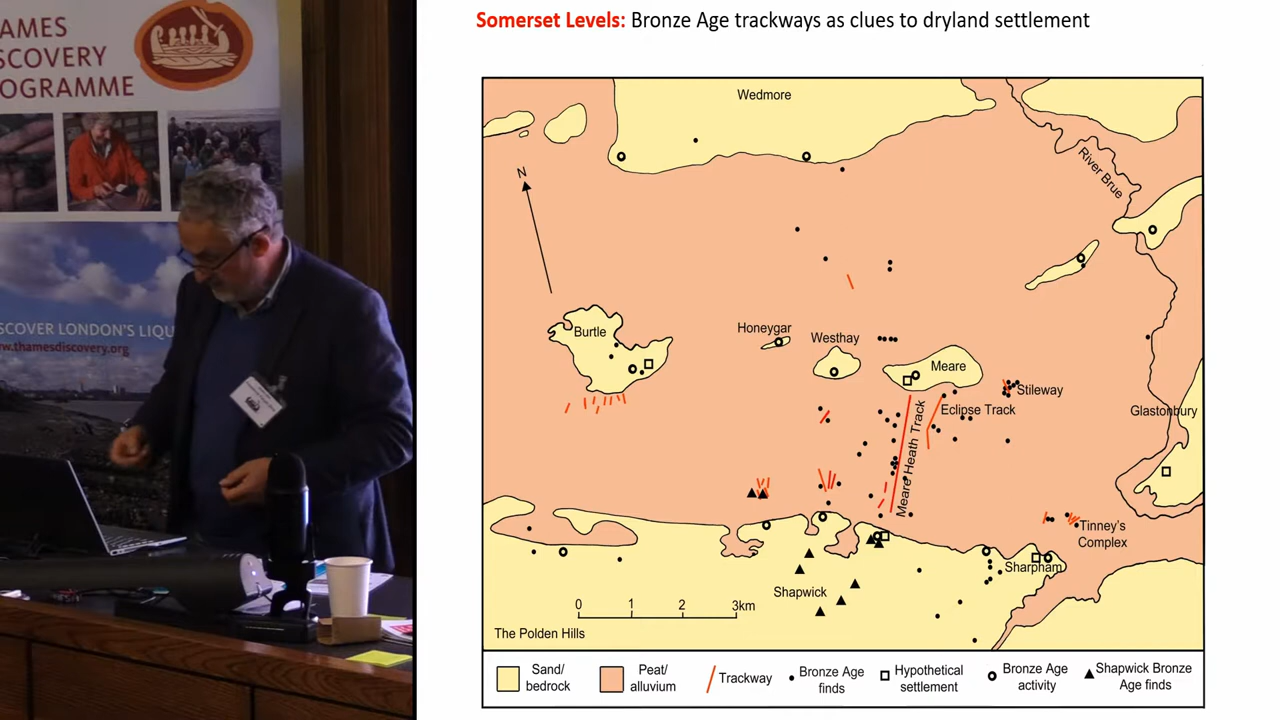 AMES
SCOVERY
OGRAMME
SCOVER LONDON'S LIQU
www.thamesdiscovery.org
Somerset Levels: Bronze Age trackways as clues to dryland settlement
Wedmore
River Brue
N
Burtle
Honeygar
Westhay
Meare
Stileway
Eclipse Track
Glastonbury
Meare Heath Track
Tinney's
Complex
Sharpham
Shapwick
0 1 2 3km
The Polden Hills
Sand/
bedrock
Peat/
alluvium
Trackway
Bronze Age
finds
Hypothetical
settlement
Bronze Age
activity
Shapwick Bronze
Age finds